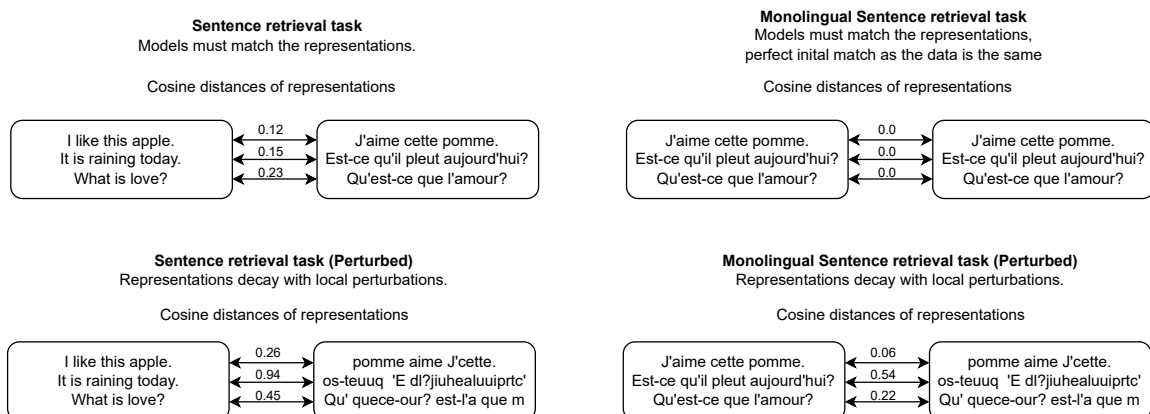 Sentence retrieval task
Models must match the representations.
Cosine distances of representations
I like this apple.
It is raining today.
What is love?
0.12
0.15
0.23
J'aime cette pomme.
Est-ce qu'il pleut aujourd'hui?
Qu'est-ce que l'amour?
Monolingual Sentence retrieval task
Models must match the representations,
perfect inital match as the data is the same
Cosine distances of representations
J'aime cette pomme.
Est-ce qu'il pleut aujourd'hui?
Qu'est-ce que l'amour?
0.0
0.0
0.0
J'aime cette pomme.
Est-ce qu'il pleut aujourd'hui?
Qu'est-ce que l'amour?
Sentence retrieval task (Perturbed)
Representations decay with local perturbations.
Cosine distances of representations
I like this apple.
It is raining today.
What is love?
0.26
0.94
0.45
pomme aime J'cette.
os-teuuq 'E dl?jiuhealuuiprtc'
Qu' quece-our? est-l'a que m
Monolingual Sentence retrieval task (Perturbed)
Representations decay with local perturbations.
Cosine distances of representations
J'aime cette pomme.
Est-ce qu'il pleut aujourd'hui?
Qu'est-ce que l'amour?
0.06
0.54
0.22
pomme aime J'cette.
os-teuuq 'E dl?jiuhealuuiprtc'
Qu' quece-our? est-l'a que m